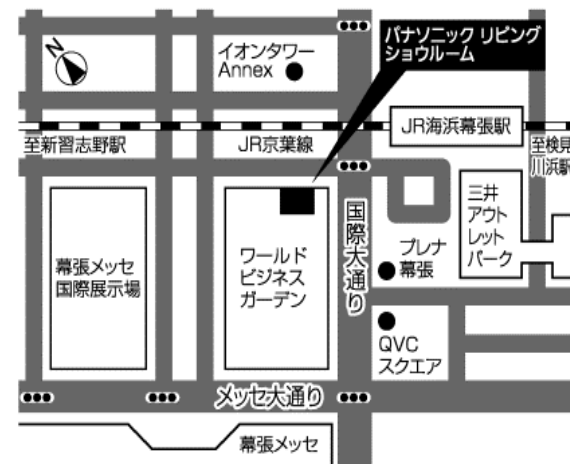 N
イオンタワー
Annex
パナソニック リビング
ショウルーム
JR海浜幕張駅
至新習志野駅
JR京葉線
至検見
川浜駅
幕張メッセ
国際展示場
ワールド
ビジネス
ガーデン
国際大通り
プレナ
幕張
三井
アウト
レット
パーク
QVC
スクエア
メッセ大通り
幕張メッセ